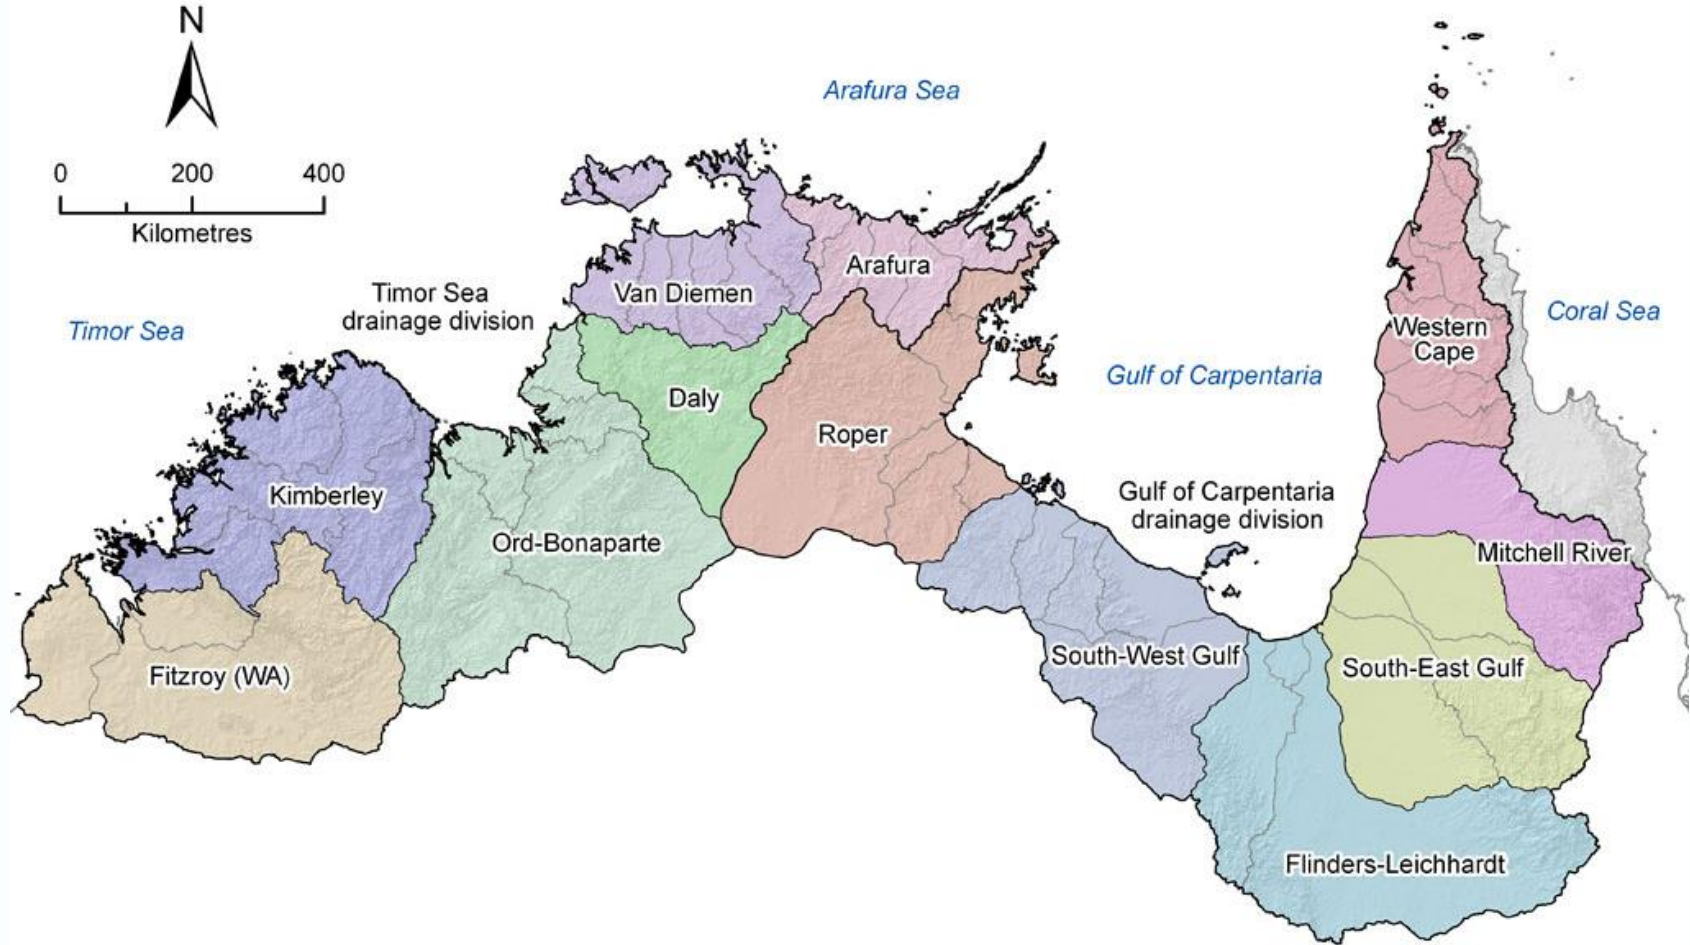 N
0 200 400
Kilometres
Arafura Sea
Timor Sea
Timor Sea
drainage division
Van Diemen
Arafura
Coral Sea
Western
Cape
Gulf of Carpentaria
Daly
Roper
Kimberley
Gulf of Carpentaria
drainage division
Ord-Bonaparte
Mitchell River
Fitzroy (WA)
South-West Gulf
South-East Gulf
Flinders-Leichhardt